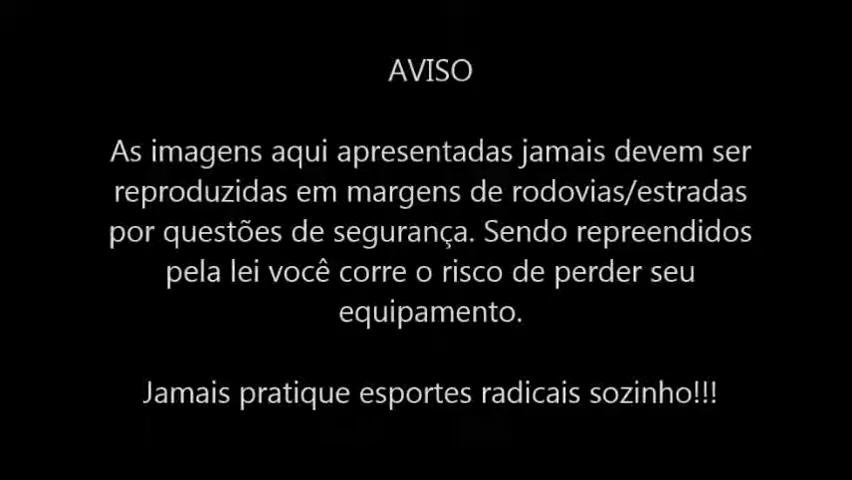 AVISO
As imagens aqui apresentadas jamais devem ser
reproduzidas em margens de rodovias/estradas
por questões de segurança. Sendo repreendidos
pela lei você corre o risco de perder seu
equipamento.
Jamais pratique esportes radicais sozinho!!!